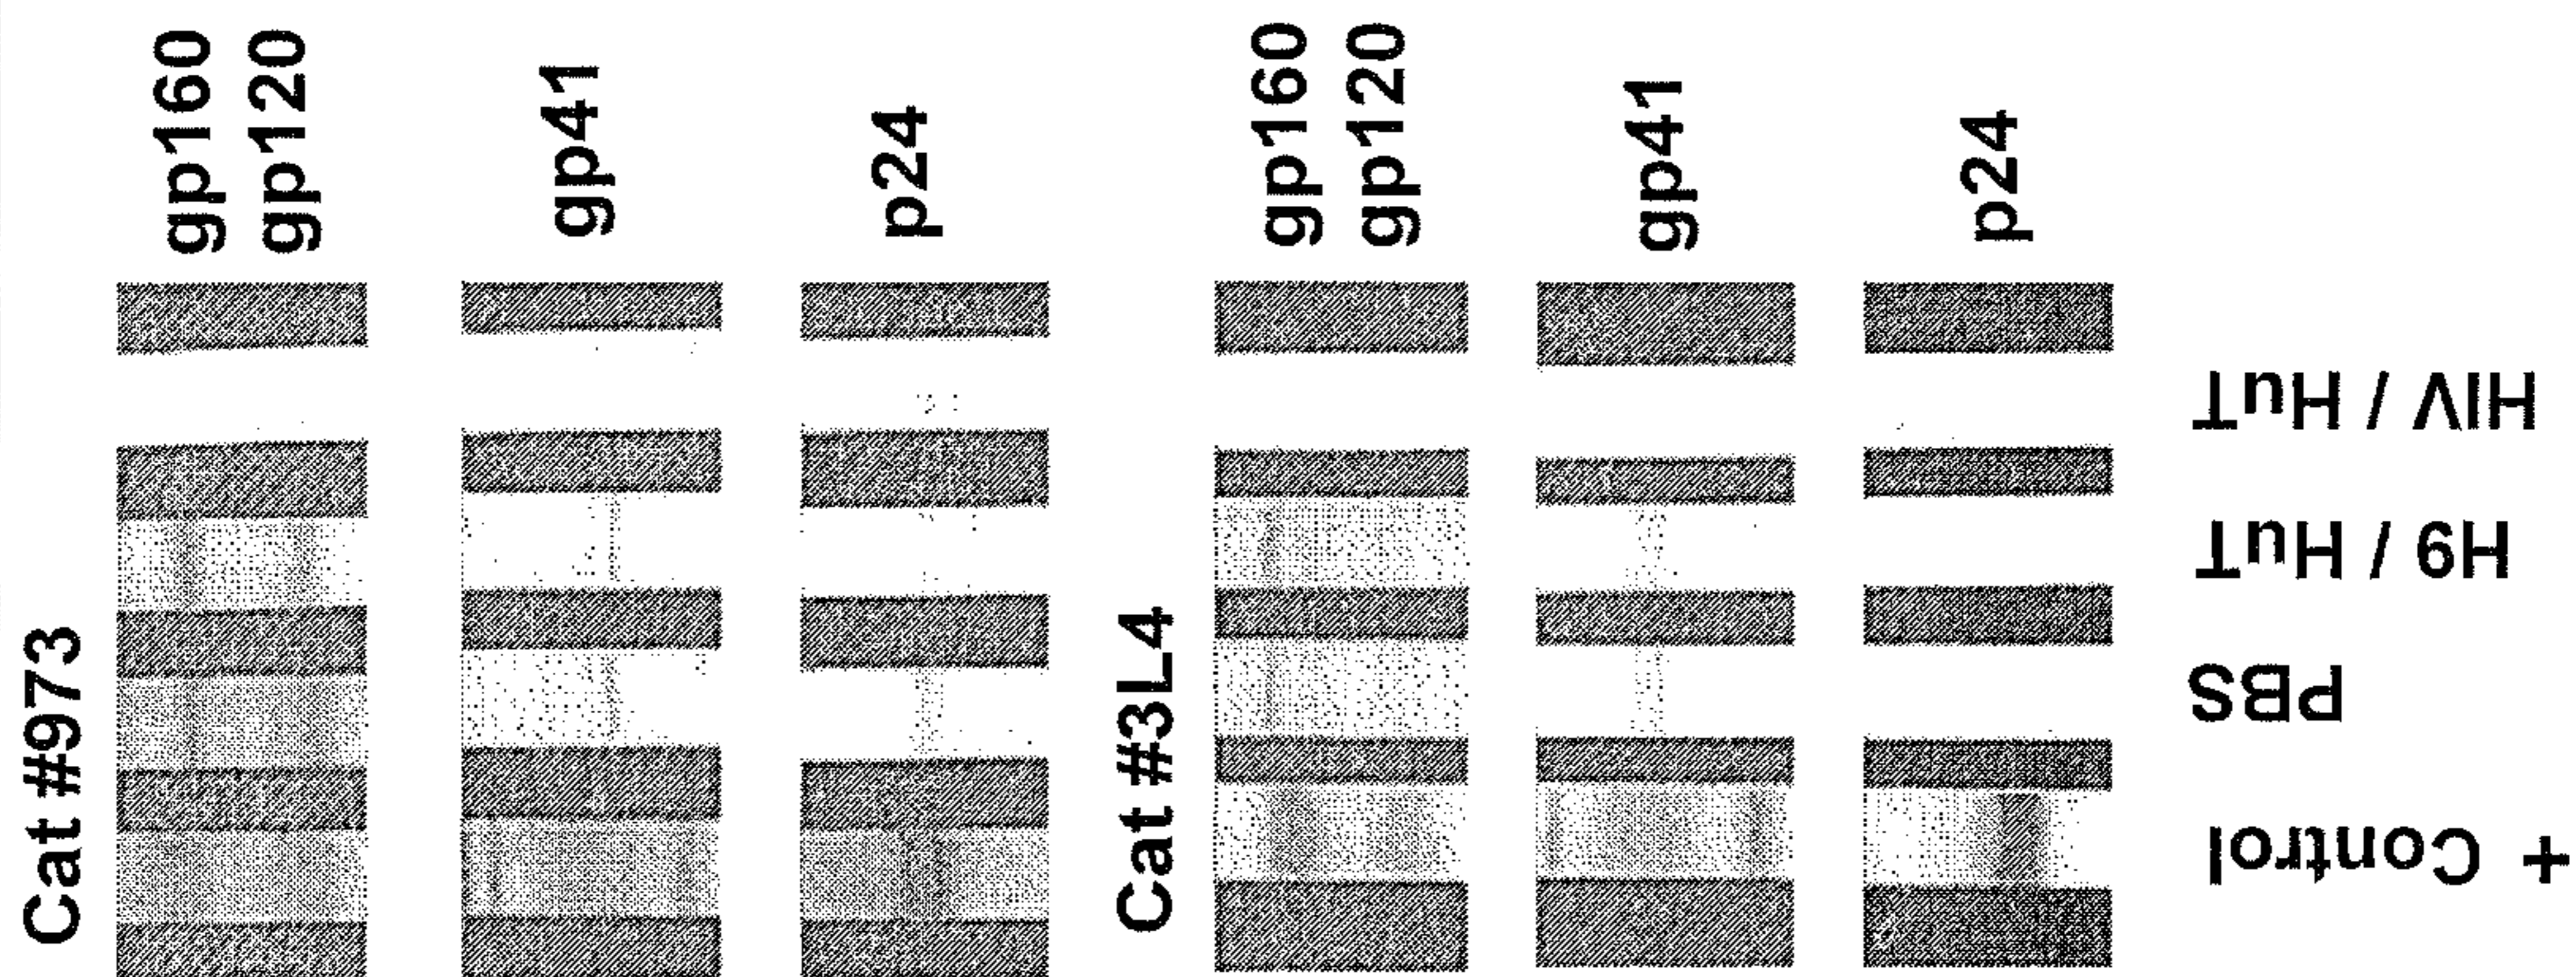 Cat #973
gp160
gp120
gp41
p24
Cat #3L4
gp160
gp120
gp41
p24
+ Control
PBS
H9 / HuT
HIV / HuT